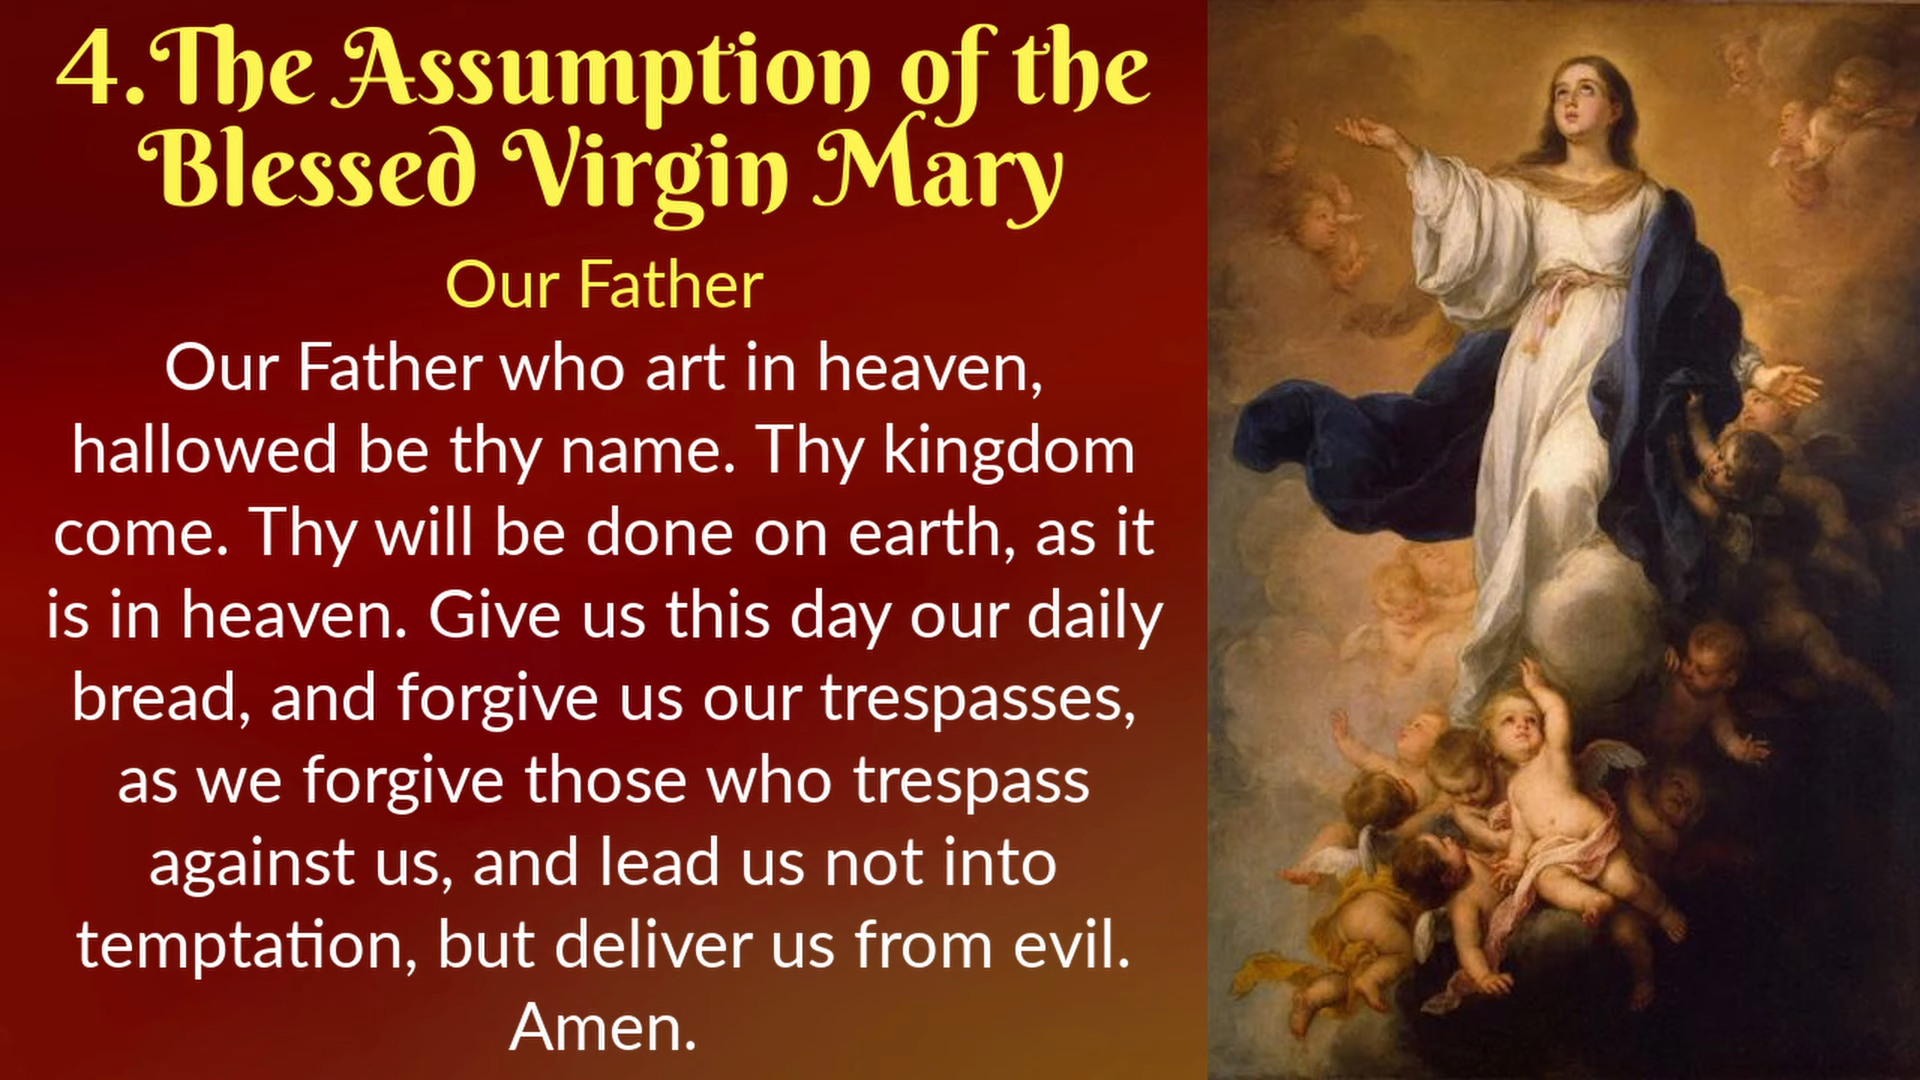 4.The Assumption of the
Blessed Virgin Mary
Our Father
Our Father who art in heaven,
hallowed be thy name. Thy kingdom
come. Thy will be done on earth, as it
is in heaven. Give us this day our daily
bread, and forgive us our trespasses,
as we forgive those who trespass
against us, and lead us not into
temptation, but deliver us from evil.
Amen.